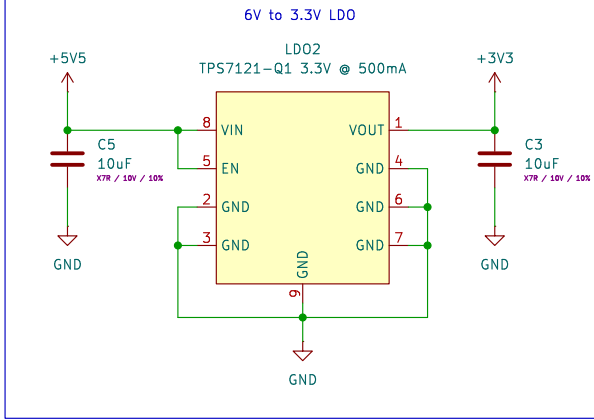 6V to 3.3V LDO
LDO2
TPS7121-Q1 3.3V @ 500mA
+5V5
+3V3
8 VIN
VOUT 1
C5
10uF
X7R / 10V / 10%
C3
10uF
X7R / 10V / 10%
5 EN
GND 4
2 GND
GND 6
3 GND
GND 7
GND
9
GND
GND
GND